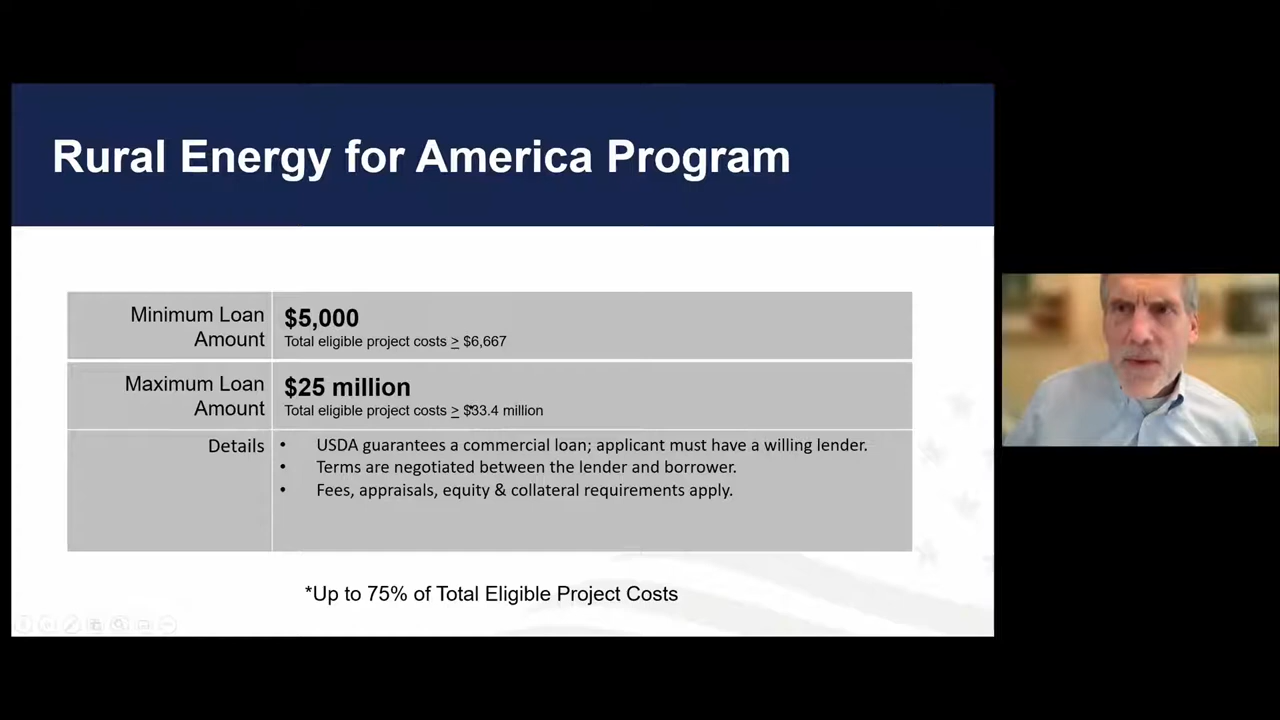 Rural Energy for America Program
Minimum Loan
Amount
$5,000
Total eligible project costs ≥ $6,667
Maximum Loan
Amount
$25 million
Total eligible project costs ≥ $33.4 million
Details
• USDA guarantees a commercial loan; applicant must have a willing lender.
• Terms are negotiated between the lender and borrower.
• Fees, appraisals, equity & collateral requirements apply.
*Up to 75% of Total Eligible Project Costs